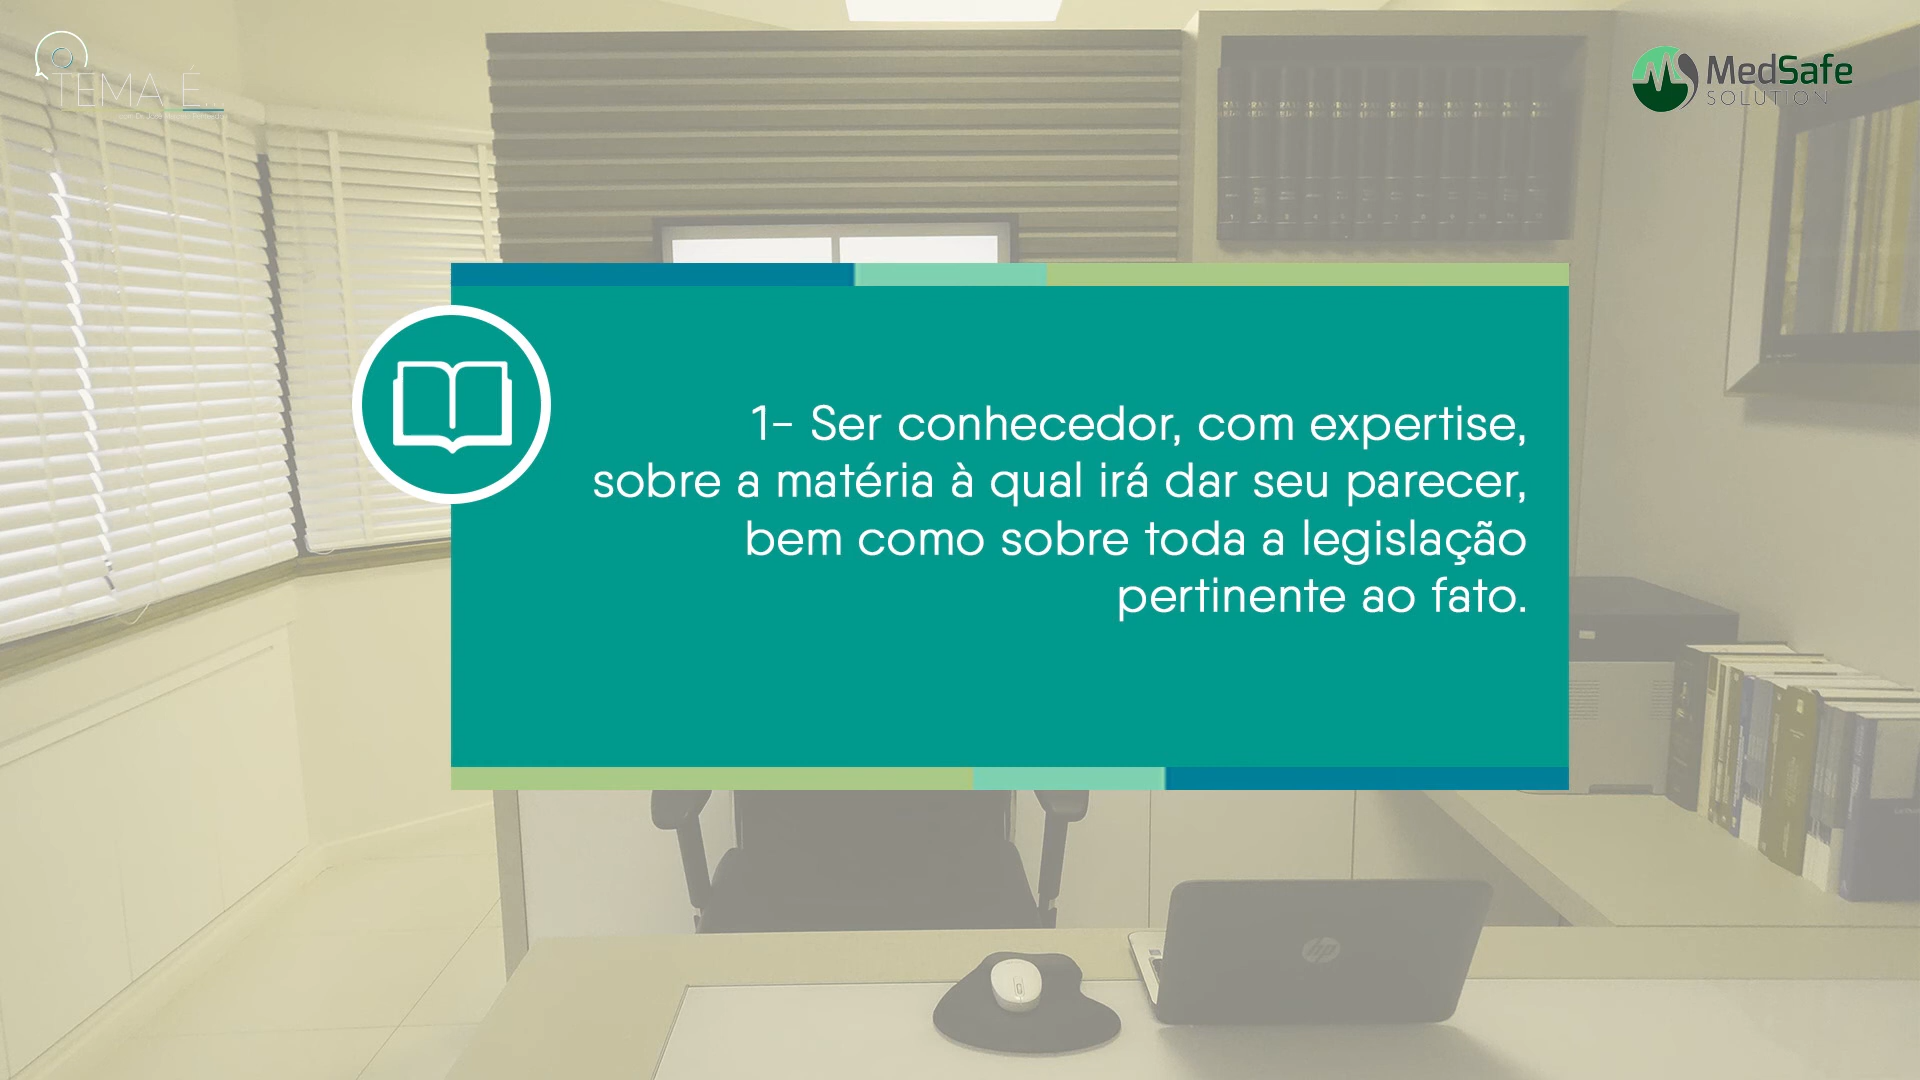 O
TEMA É
MedSafe
SOLUTION
1- Ser conhecedor, com expertise,
sobre a matéria à qual irá dar seu parecer,
bem como sobre toda a legislação
pertinente ao fato.
hp